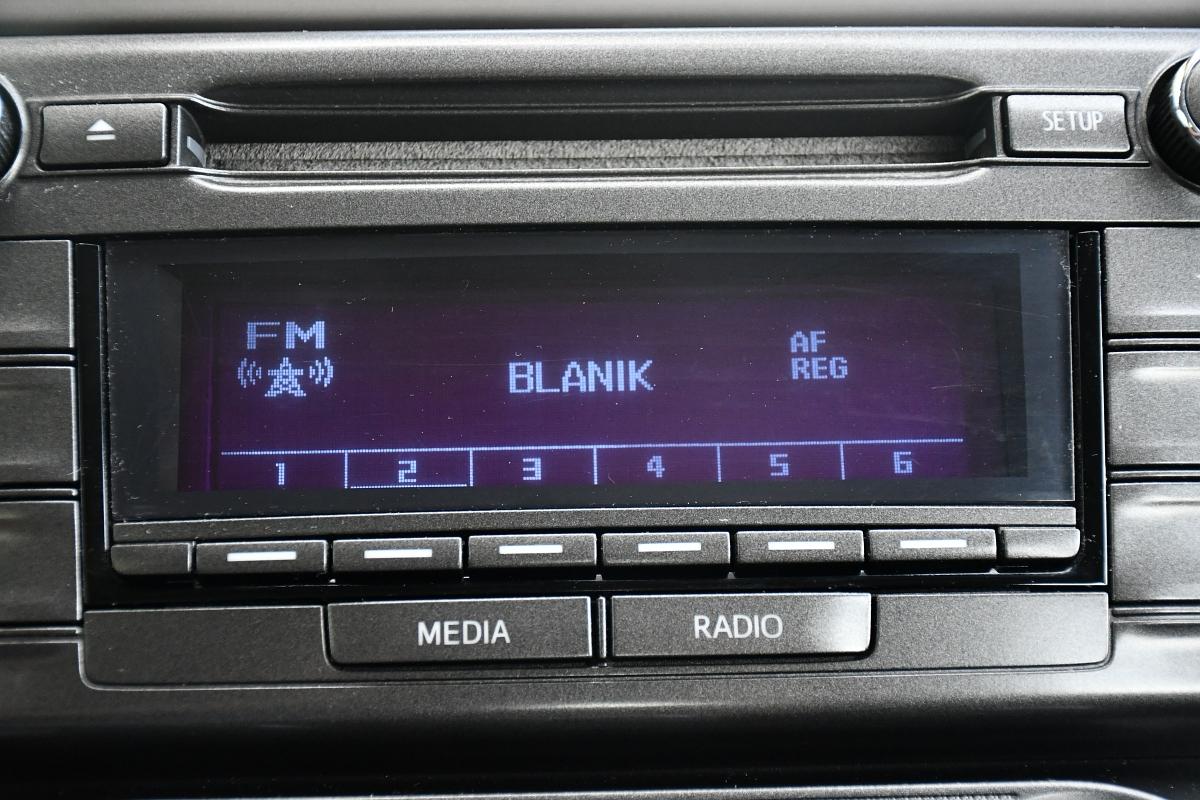 SETUP
FM
AF
BLANIK
REG
1 2 3 4 5 6
MEDIA RADIO